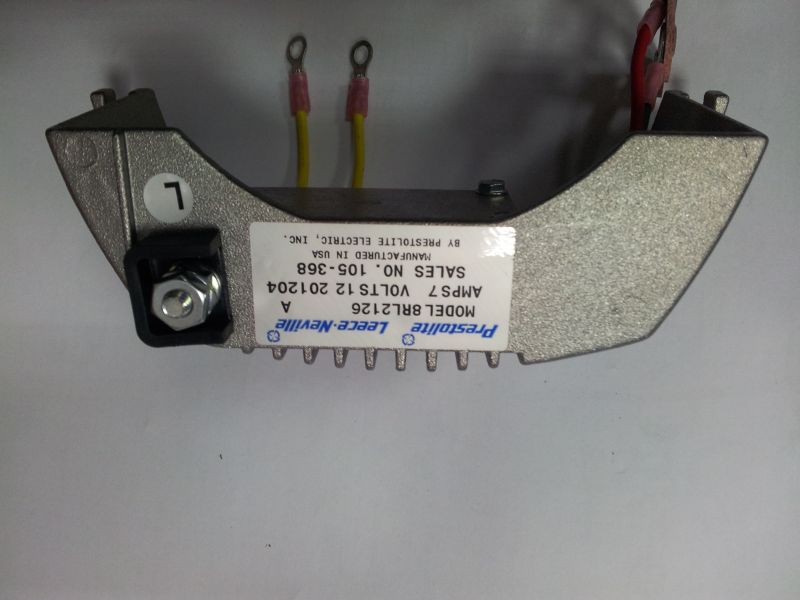 Prestolite Leece-Neville
MODEL 8RL2126 A
AMPS 7 VOLTS 12 201204
SALES NO. 105-368
MANUFACTURED IN USA
BY PRESTOLITE ELECTRIC, INC.
L